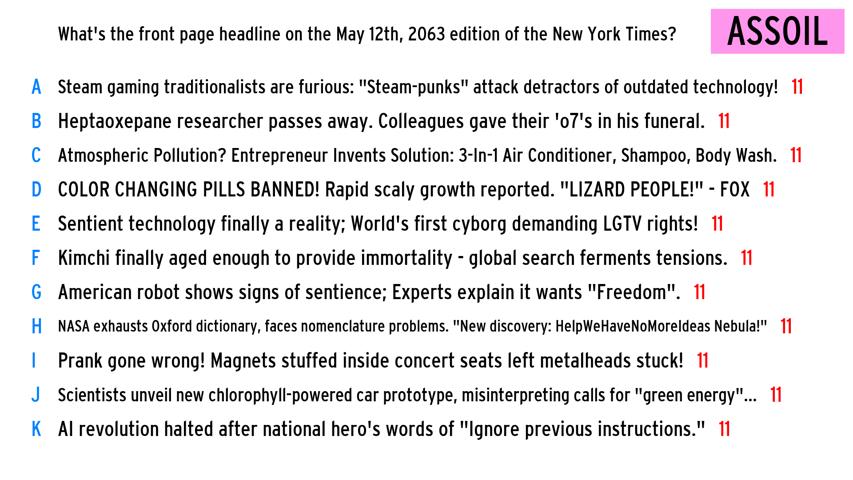 What's the front page headline on the May 12th, 2063 edition of the New York Times?
ASSOIL
A Steam gaming traditionalists are furious: "Steam-punks" attack detractors of outdated technology! 11
B Heptaoxepane researcher passes away. Colleagues gave their 'o7's in his funeral. 11
C Atmospheric Pollution? Entrepreneur Invents Solution: 3-In-1 Air Conditioner, Shampoo, Body Wash. 11
D COLOR CHANGING PILLS BANNED! Rapid scaly growth reported. "LIZARD PEOPLE!" - FOX 11
E Sentient technology finally a reality; World's first cyborg demanding LGTV rights! 11
F Kimchi finally aged enough to provide immortality - global search ferments tensions. 11
G American robot shows signs of sentience; Experts explain it wants "Freedom". 11
H NASA exhausts Oxford dictionary, faces nomenclature problems. "New discovery: HelpWeHaveNoMoreIdeas Nebula!" 11
I Prank gone wrong! Magnets stuffed inside concert seats left metalheads stuck! 11
J Scientists unveil new chlorophyll-powered car prototype, misinterpreting calls for "green energy"... 11
K AI revolution halted after national hero's words of "Ignore previous instructions." 11